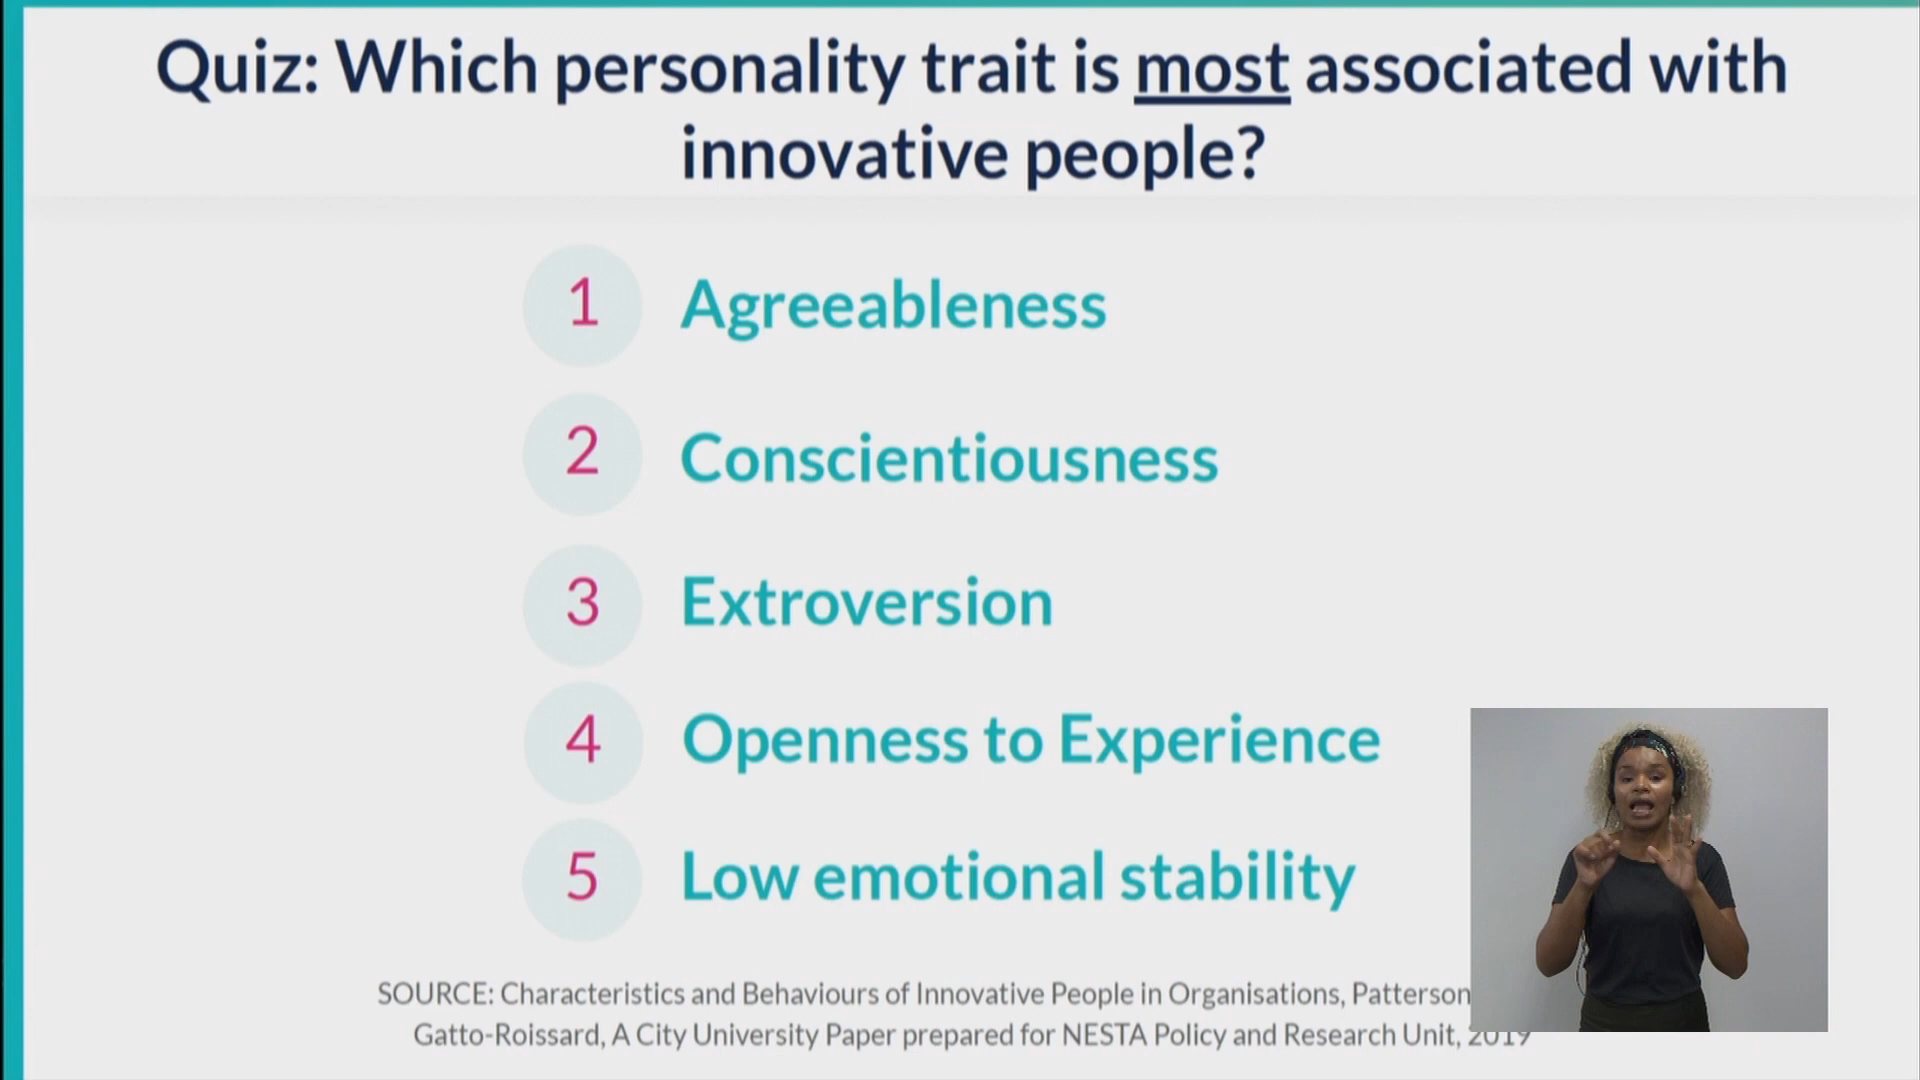 Quiz: Which personality trait is most associated with
innovative people?
1 Agreeableness
2 Conscientiousness
3 Extroversion
4 Openness to Experience
5 Low emotional stability
SOURCE: Characteristics and Behaviours of Innovative People in Organisations, Patterson
Gatto-Roissard, A City University Paper prepared for NESTA Policy and Research Unit, 2019